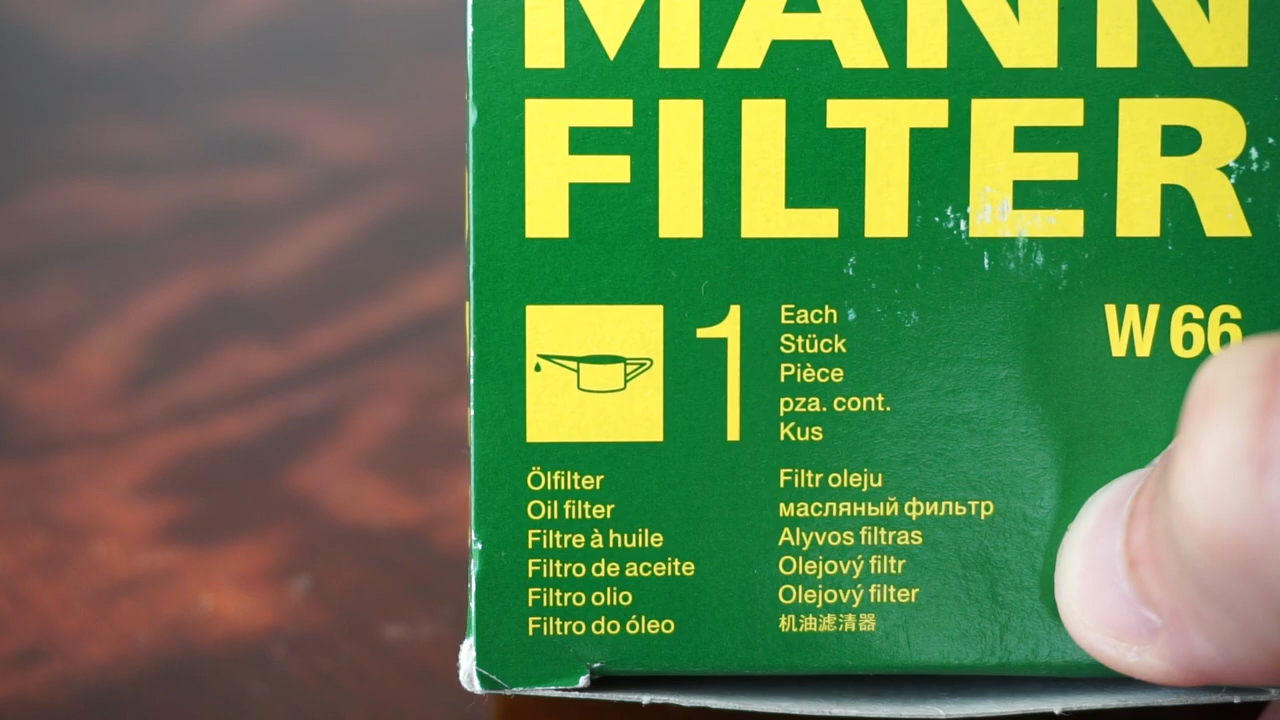 MANN
FILTER
1
Each
Stück
Pièce
pza. cont.
Kus
W 66
Ölfilter
Oil filter
Filtre à huile
Filtro de aceite
Filtro olio
Filtro do óleo
Filtr oleju
масляный фильтр
Alyvos filtras
Olejový filtr
Olejový filter
机油滤清器